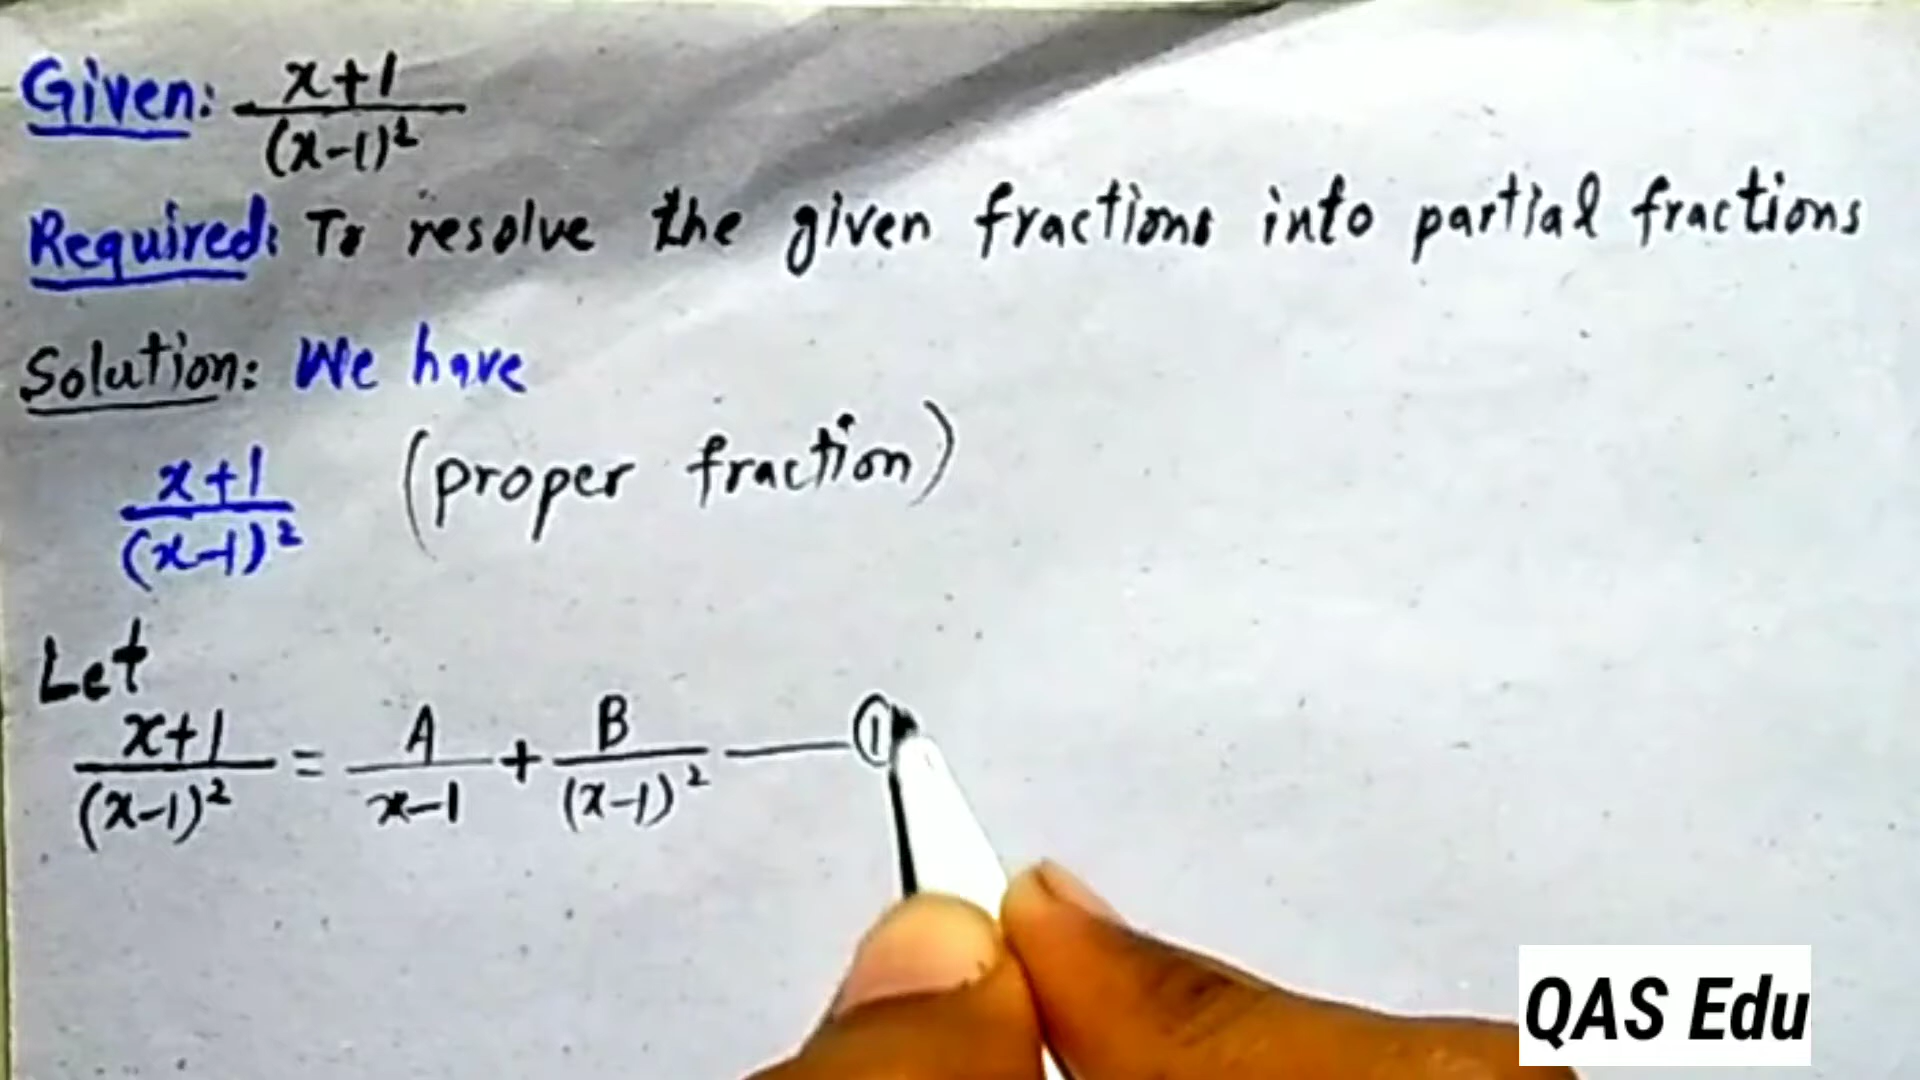 Given: x+1/(x-1)²
Required: To resolve the given fractions into partial fractions
Solution: We have
x+1/(x-1)² (proper fraction)
Let
x+1/(x-1)² = A/x-1 + B/(x-1)² —— ①
QAS Edu